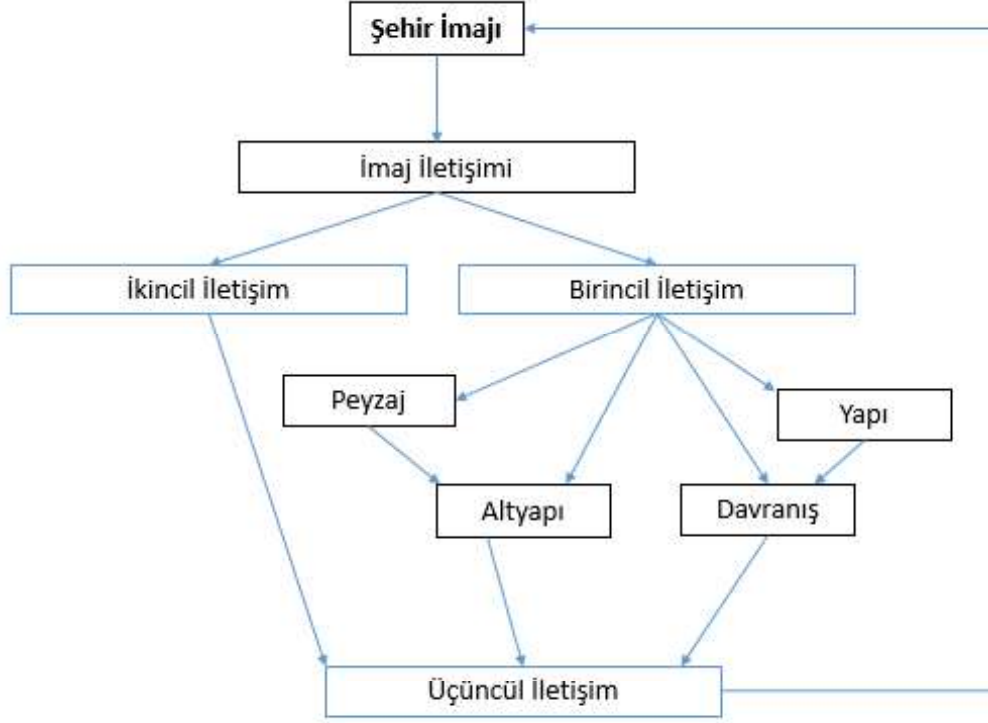 Şehir İmajı
İmaj İletişimi
İkincil İletişim
Birincil İletişim
Peyzaj
Yapı
Altyapı
Davranış
Üçüncül İletişim